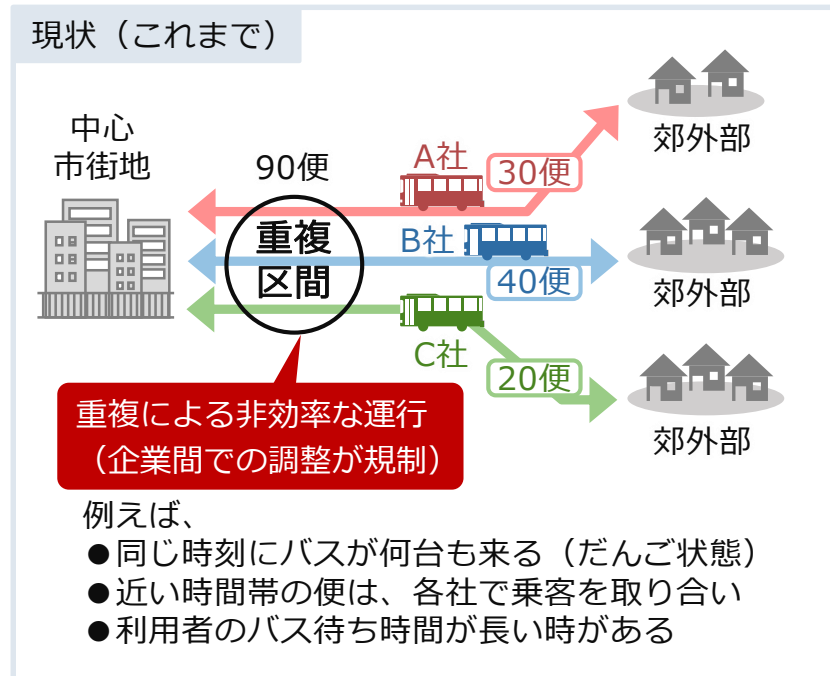 現状（これまで）
中心
市街地
90便
A社
30便
郊外部
重複
区間
B社
40便
郊外部
C社
20便
郊外部
重複による非効率な運行
（企業間での調整が規制）
例えば、
●同じ時刻にバスが何台も来る（だんご状態）
●近い時間帯の便は、各社で乗客を取り合い
●利用者のバス待ち時間が長い時がある